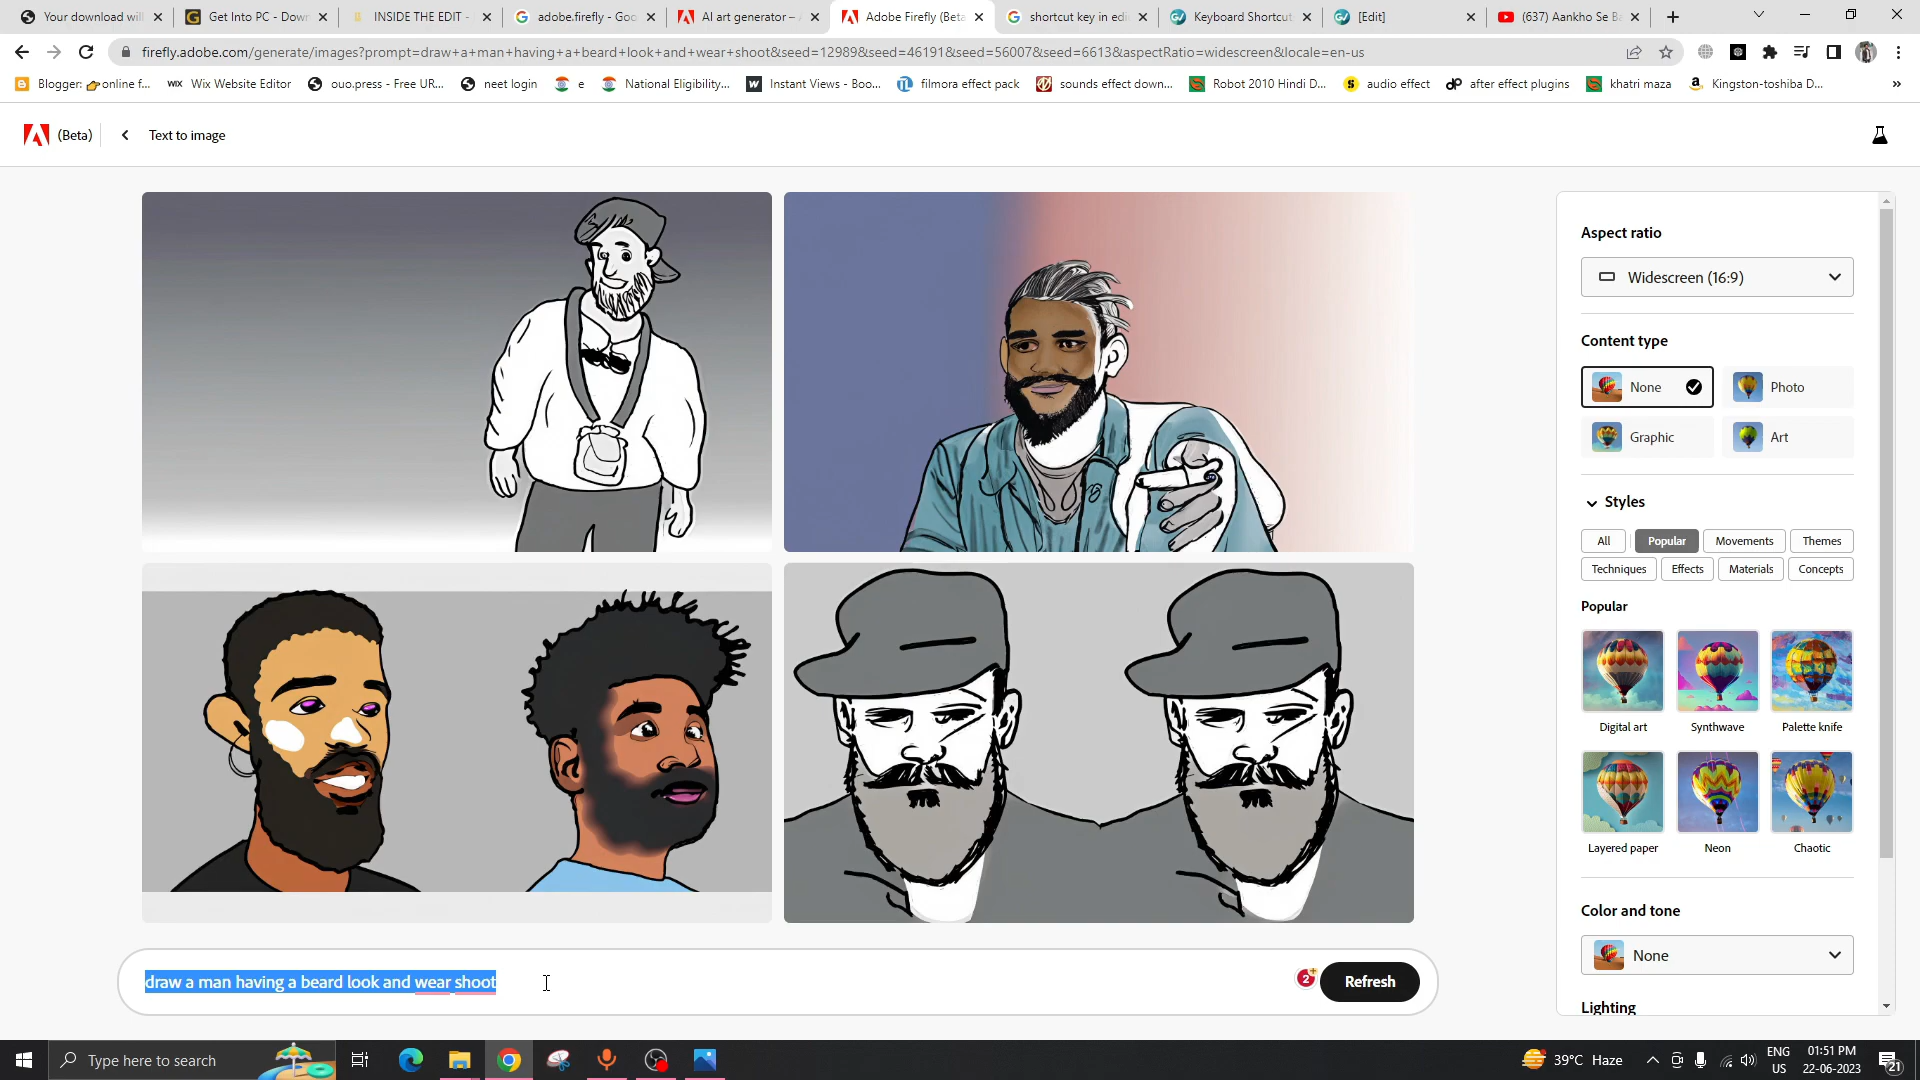 Your download will
Get Into PC - Down
INSIDE THE EDIT -
adobe.firefly - Goo
AI art generator – A
Adobe Firefly (Beta
shortcut key in edi
Keyboard Shortcuts
[Edit]
(637) Aankho Se Ba
firefly.adobe.com/generate/images?prompt=draw+a+man+having+a+beard+look+and+wear+shoot&seed=12989&seed=46191&seed=56007&seed=6613&aspectRatio=widescreen&locale=en-us
Blogger: 👉online f...
WIX Wix Website Editor
ouo.press - Free UR...
neet login
e
National Eligibility...
W Instant Views - Boo...
filmora effect pack
sounds effect down...
Robot 2010 Hindi D...
S audio effect
after effect plugins
khatri maza
a Kingston-toshiba D...
»
(Beta)
Text to image
Aspect ratio
Widescreen (16:9)
Content type
None
Photo
Graphic
Art
Styles
All
Popular
Movements
Themes
Techniques
Effects
Materials
Concepts
Popular
Digital art
Synthwave
Palette knife
Layered paper
Neon
Chaotic
Color and tone
None
Lighting
draw a man having a beard look and wear shoot
2
Refresh
Type here to search
39°C Haze
ENG
US
01:51 PM
22-06-2023
21